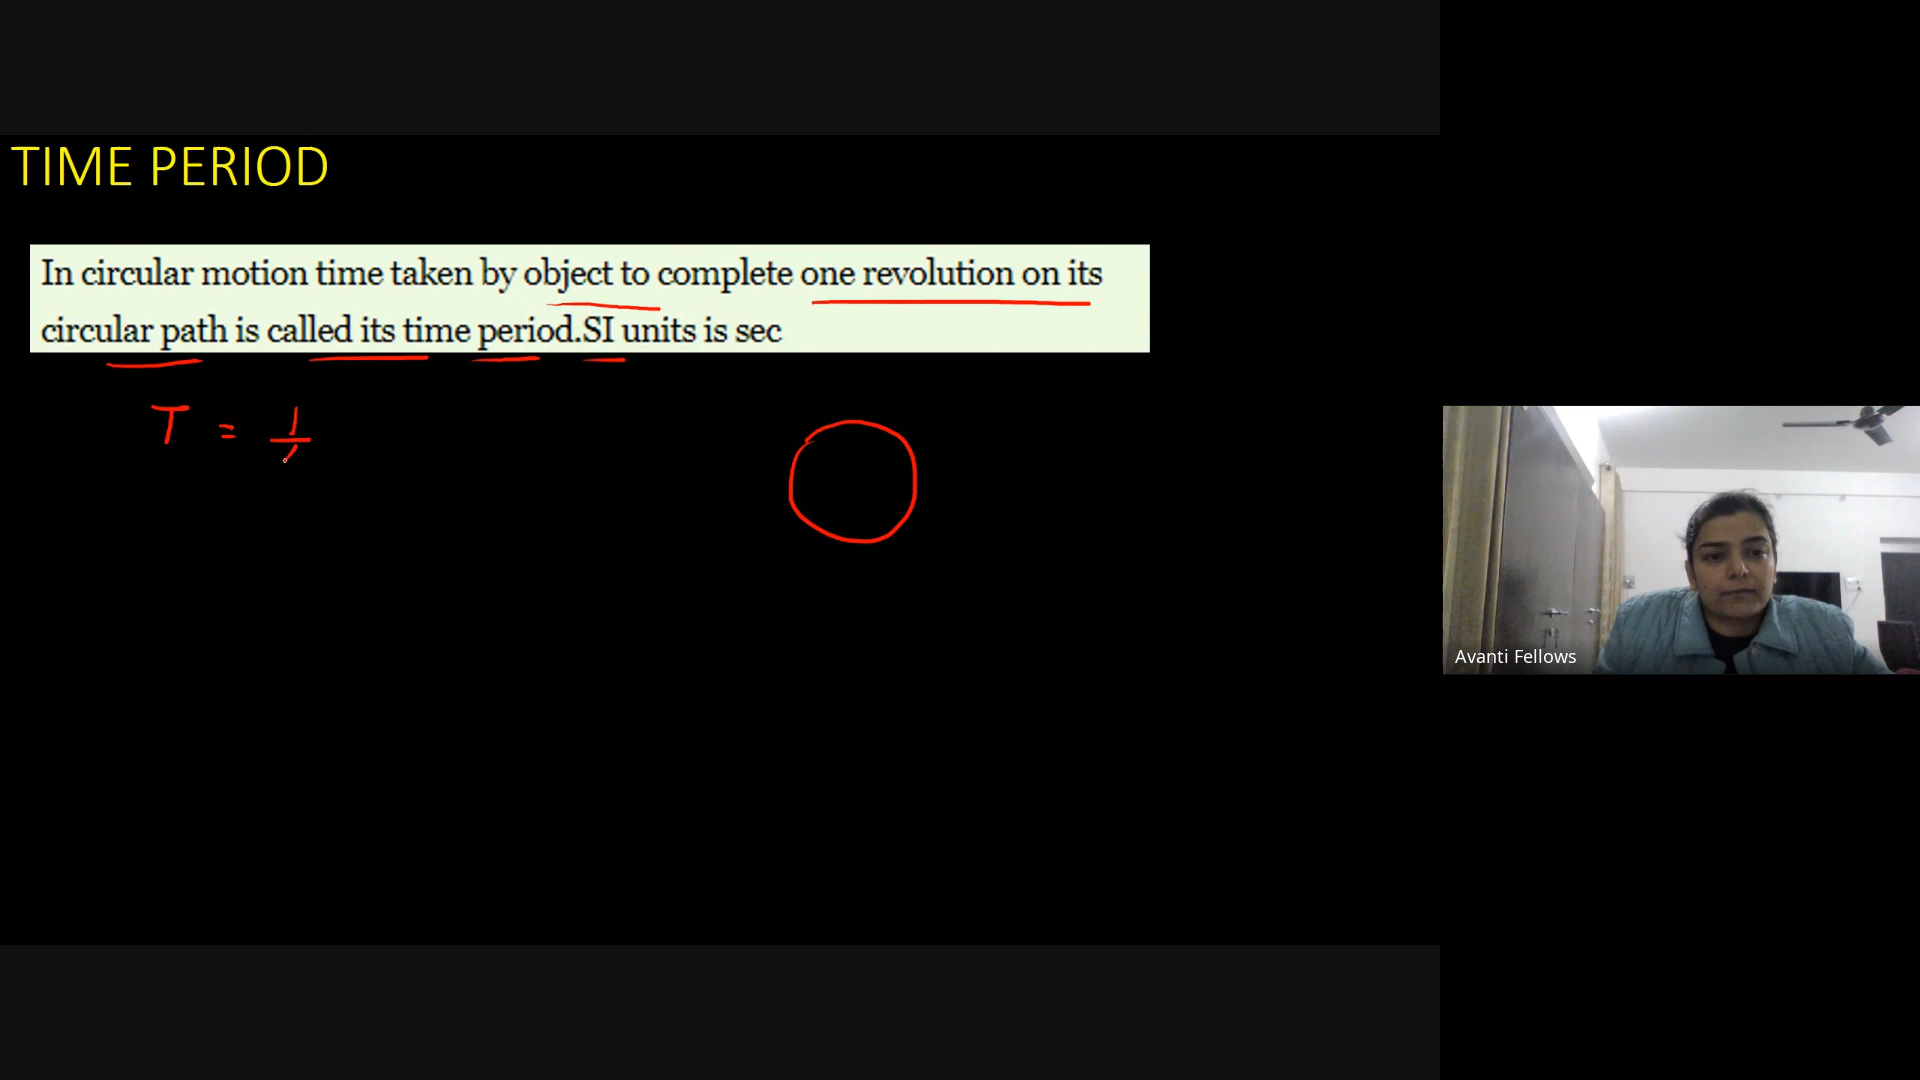 TIME PERIOD
In circular motion time taken by object to complete one revolution on its
circular path is called its time period.SI units is sec
T = 1
Avanti Fellows